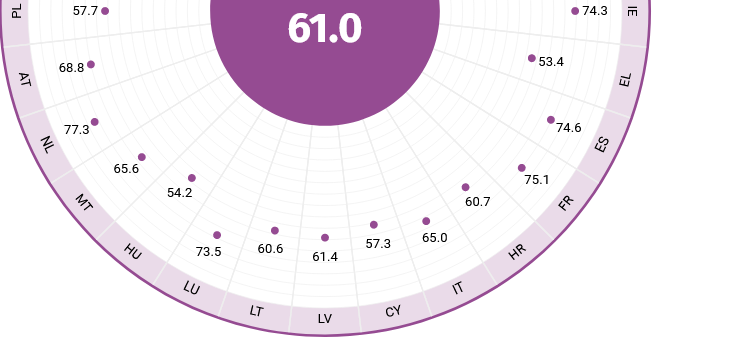 PL
57.7
61.0
74.3
IE
53.4
EL
68.8
AT
74.6
ES
77.3
NL
75.1
FR
65.6
MT
60.7
HR
54.2
HU
65.0
IT
73.5
LU
57.3
CY
60.6
LT
61.4
LV